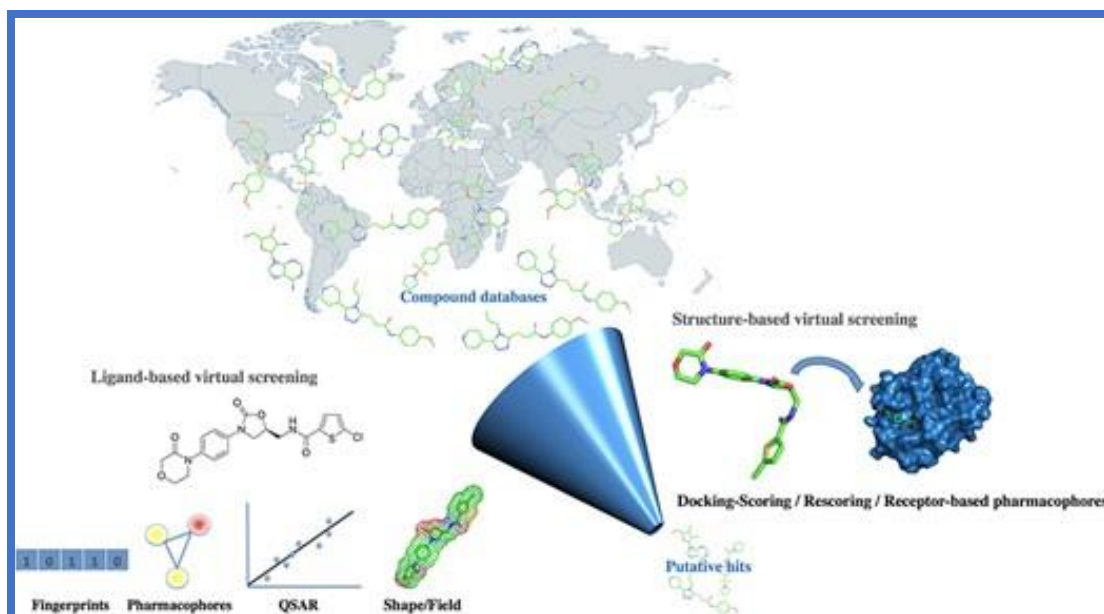 Compound databases
Structure-based virtual screening
Ligand-based virtual screening
O
O
O
N
H
N
O
S
Cl
O
N
O
Docking-Scoring / Rescoring / Receptor-based pharmacophores
Putative hits
1 0 1 1 0
Fingerprints Pharmacophores QSAR Shape/Field